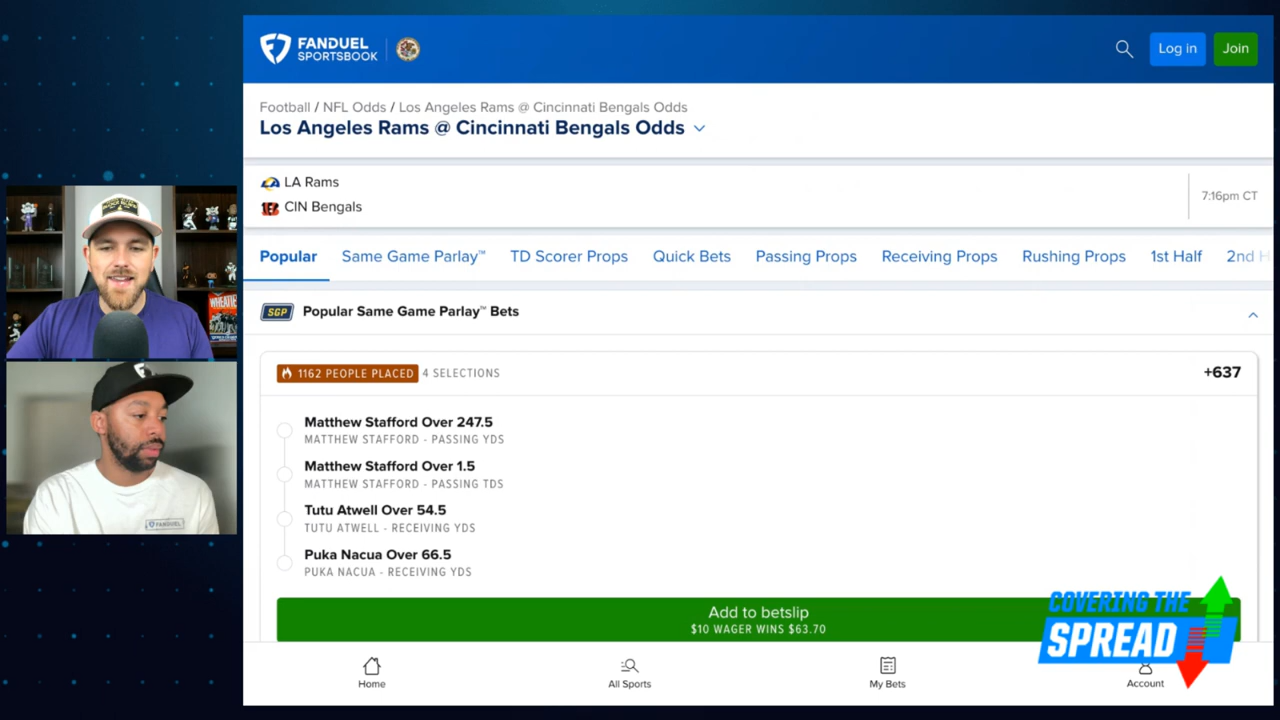 FANDUEL
SPORTSBOOK
Log in
Join
Football / NFL Odds / Los Angeles Rams @ Cincinnati Bengals Odds
Los Angeles Rams @ Cincinnati Bengals Odds
LA Rams
CIN Bengals
7:16pm CT
Popular Same Game Parlay™ TD Scorer Props Quick Bets Passing Props Receiving Props Rushing Props 1st Half 2nd H
SGP Popular Same Game Parlay™ Bets
1162 PEOPLE PLACED 4 SELECTIONS +637
Matthew Stafford Over 247.5
MATTHEW STAFFORD - PASSING YDS
Matthew Stafford Over 1.5
MATTHEW STAFFORD - PASSING TDS
Tutu Atwell Over 54.5
TUTU ATWELL - RECEIVING YDS
Puka Nacua Over 66.5
PUKA NACUA - RECEIVING YDS
Add to betslip
$10 WAGER WINS $63.70
COVERING THE
SPREAD
Home
All Sports
My Bets
Account
WHEATIES
FANDUEL